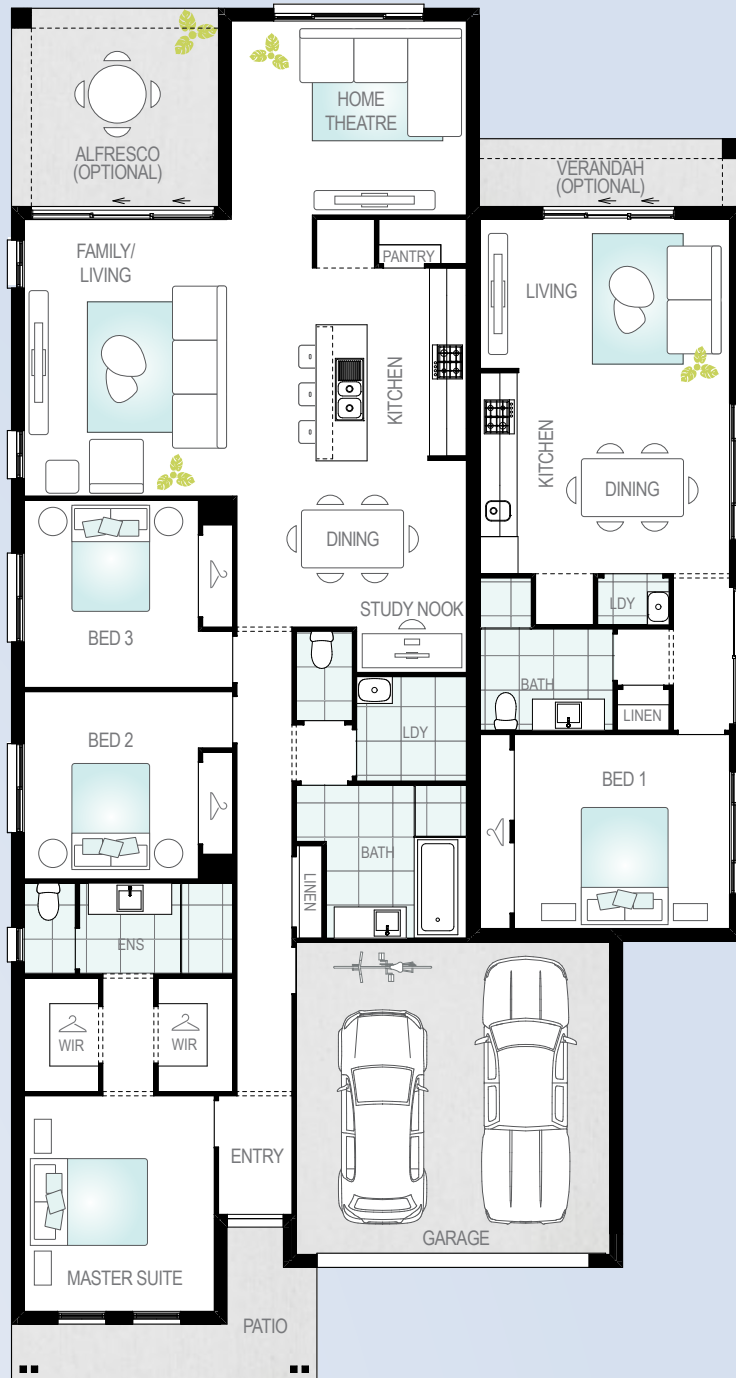 HOME
THEATRE
ALFRESCO
(OPTIONAL)
VERANDAH
(OPTIONAL)
FAMILY/
LIVING
PANTRY
LIVING
KITCHEN
KITCHEN
DINING
DINING
BED 3
STUDY NOOK
LDY
BATH
LINEN
LDY
BED 2
BED 1
BATH
LINEN
ENS
WIR
WIR
ENTRY
GARAGE
MASTER SUITE
PATIO